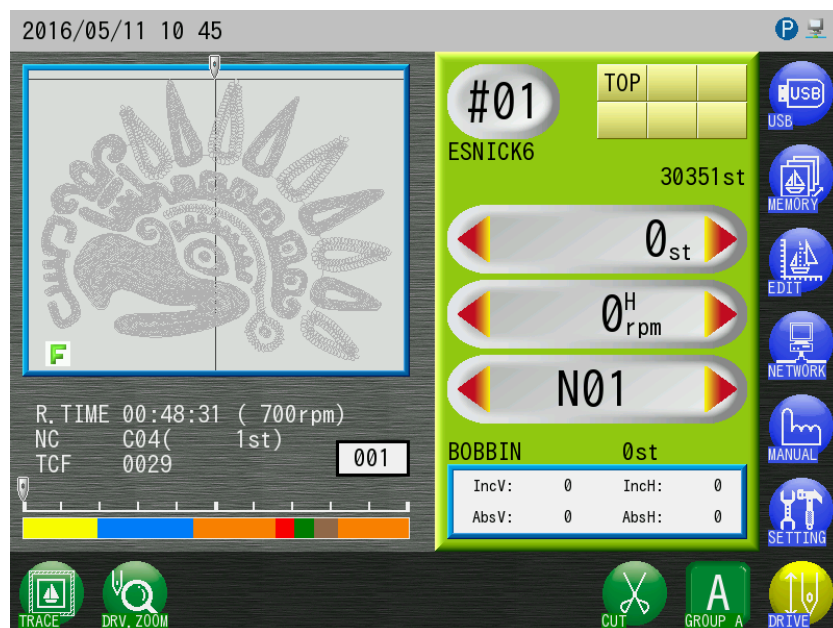 2016/05/11 10 45
P
F
R.TIME 00:48:31 ( 700rpm)
NC C04( 1st)
TCF 0029
001
#01
TOP
ESNICK6
30351st
0st
0H rpm
N01
BOBBIN 0st
IncV: 0 IncH: 0
AbsV: 0 AbsH: 0
USB
USB
MEMORY
EDIT
NETWORK
MANUAL
SETTING
TRACE
DRV.ZOOM
CUT
A
GROUP A
DRIVE